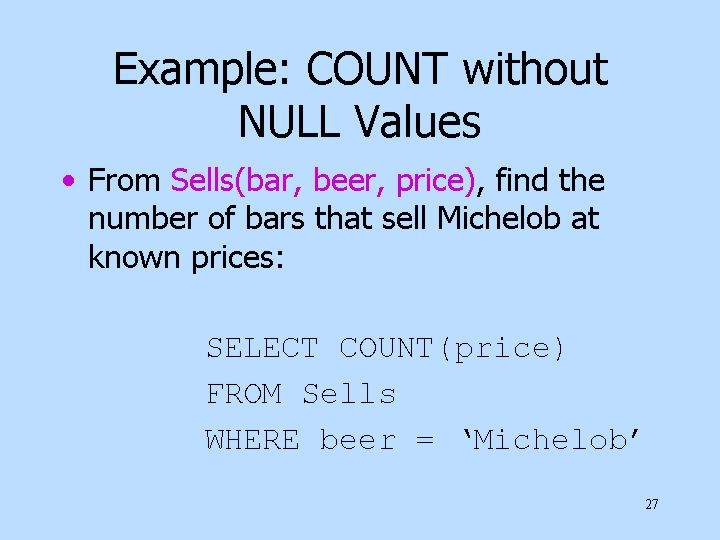 Example: COUNT without
NULL Values
• From Sells(bar, beer, price), find the
number of bars that sell Michelob at
known prices:
SELECT COUNT(price)
FROM Sells
WHERE beer = ‘Michelob’
27